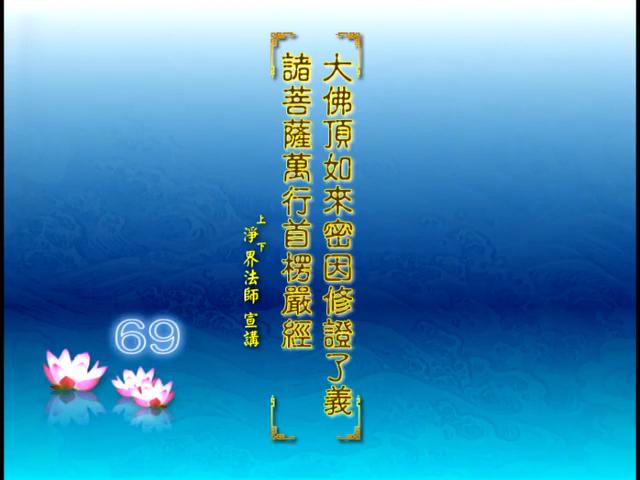 大佛頂如來密因修證了義
諸菩薩萬行首楞嚴經
上淨下界法師 宣講
69